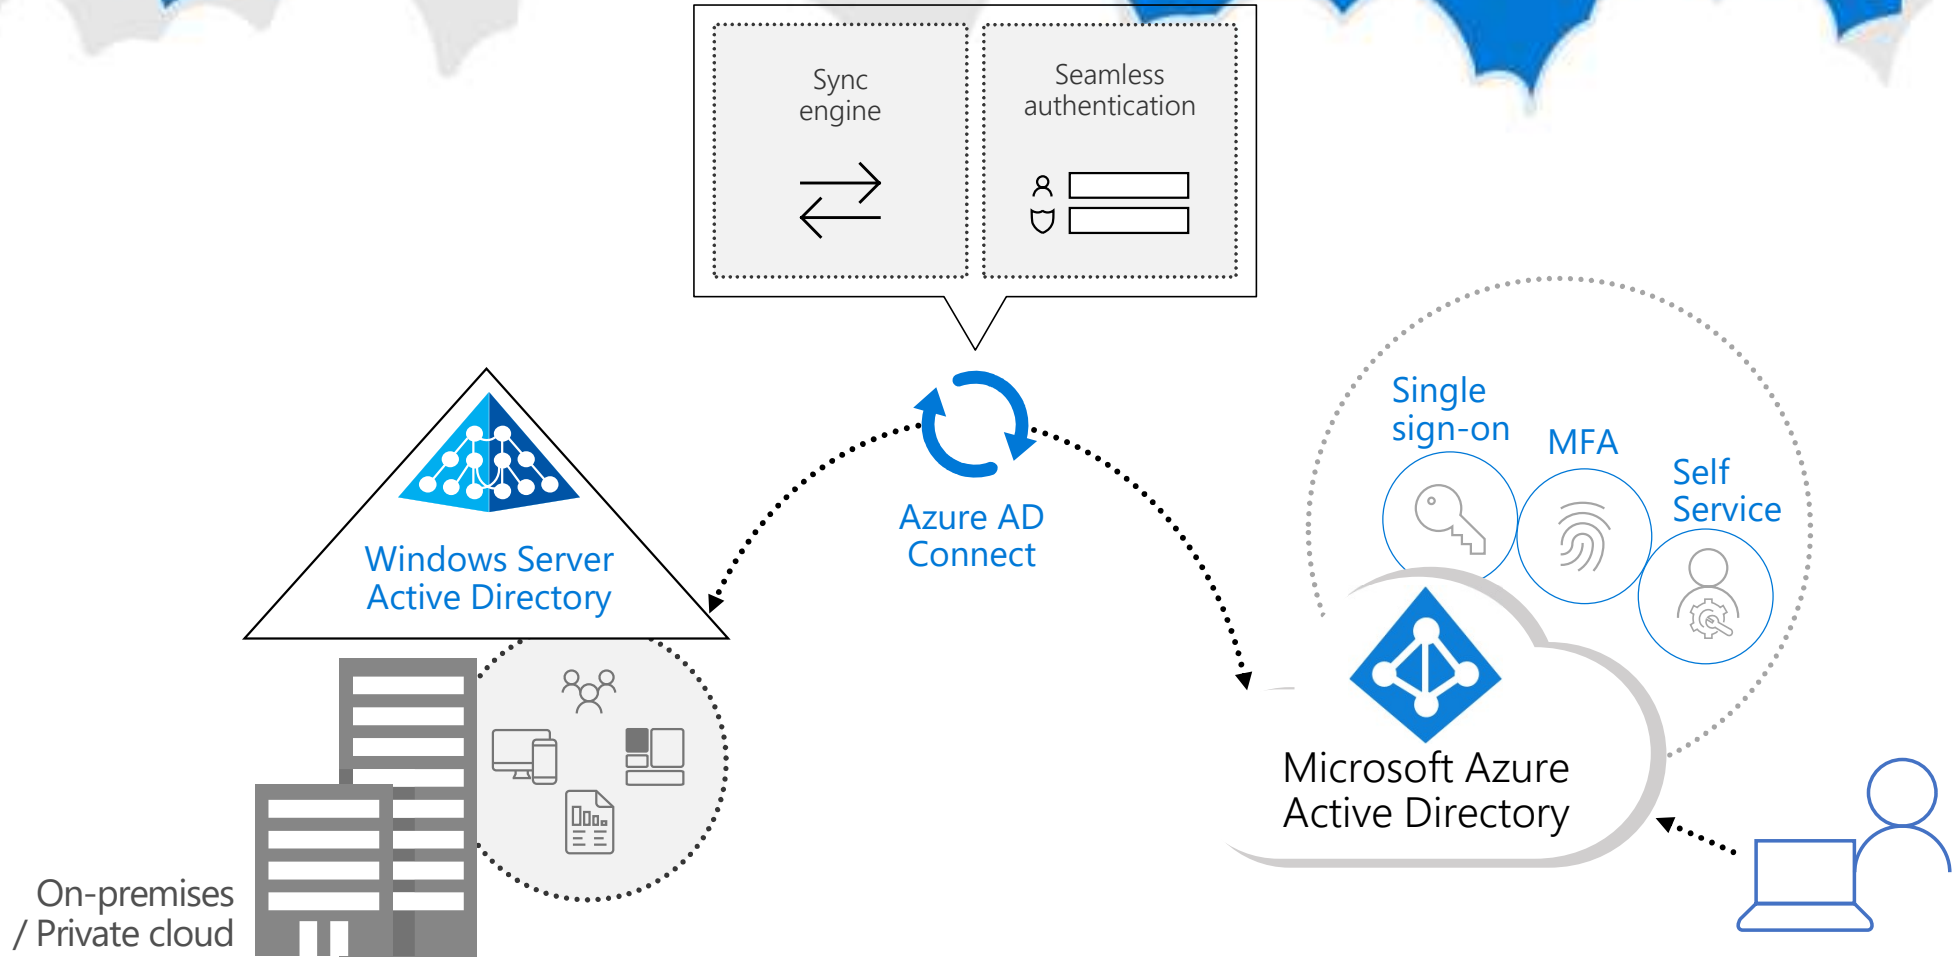 Sync
engine
Seamless
authentication
Single
sign-on
MFA
Self
Service
Azure AD
Connect
Windows Server
Active Directory
Microsoft Azure
Active Directory
On-premises
/ Private cloud